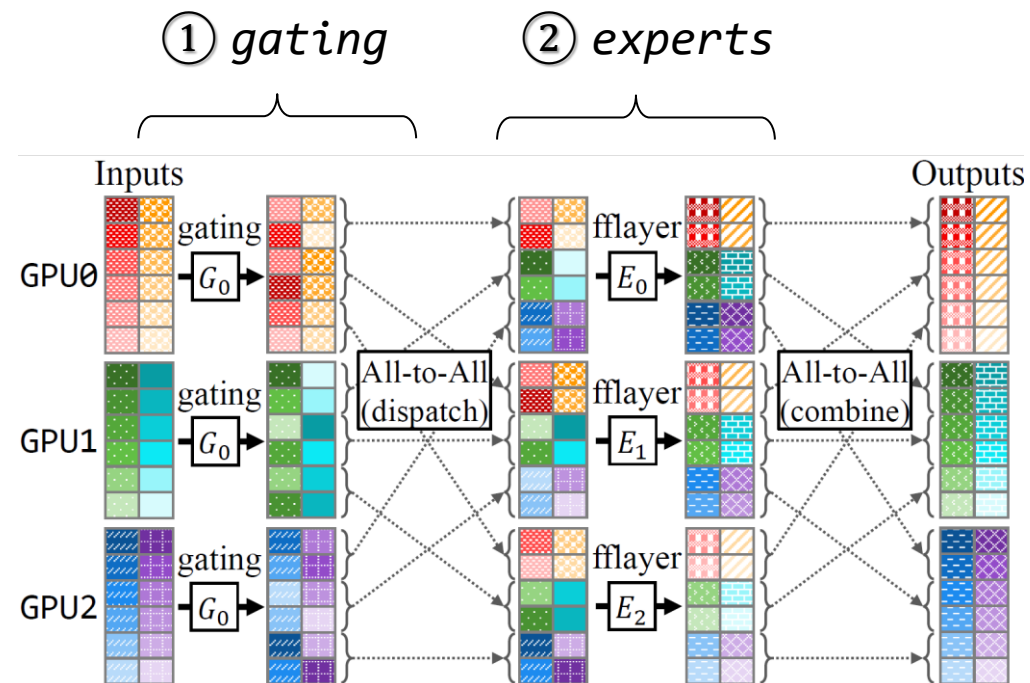 ① gating
② experts
Inputs
Outputs
GPU0
gating
G₀
fflayer
E₀
All-to-All
(dispatch)
All-to-All
(combine)
GPU1
gating
G₀
fflayer
E₁
GPU2
gating
G₀
fflayer
E₂